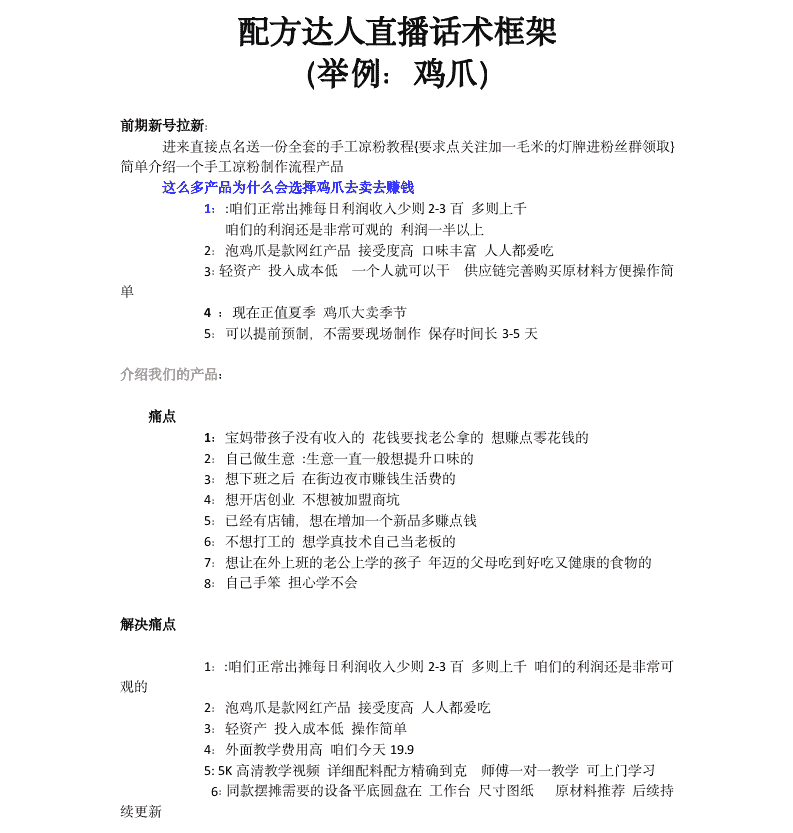 配方达人直播话术框架
(举例：鸡爪)
前期新号拉新:
进来直接点名送一份全套的手工凉粉教程{要求点关注加一毛米的灯牌进粉丝群领取}
简单介绍一个手工凉粉制作流程产品
这么多产品为什么会选择鸡爪去卖去赚钱
1：:咱们正常出摊每日利润收入少则 2-3 百 多则上千
咱们的利润还是非常可观的 利润一半以上
2：泡鸡爪是款网红产品 接受度高 口味丰富 人人都爱吃
3：轻资产 投入成本低 一个人就可以干 供应链完善购买原材料方便操作简
单
4 ：现在正值夏季 鸡爪大卖季节
5：可以提前预制，不需要现场制作 保存时间长 3-5 天
介绍我们的产品：
痛点
1：宝妈带孩子没有收入的 花钱要找老公拿的 想赚点零花钱的
2：自己做生意 :生意一直一般想提升口味的
3：想下班之后 在街边夜市赚钱生活费的
4：想开店创业 不想被加盟商坑
5：已经有店铺，想在增加一个新品多赚点钱
6：不想打工的 想学真技术自己当老板的
7：想让在外上班的老公上学的孩子 年迈的父母吃到好吃又健康的食物的
8：自己手笨 担心学不会
解决痛点
1：:咱们正常出摊每日利润收入少则 2-3 百 多则上千 咱们的利润还是非常可
观的
2：泡鸡爪是款网红产品 接受度高 人人都爱吃
3：轻资产 投入成本低 操作简单
4：外面教学费用高 咱们今天 19.9
5: 5K 高清教学视频 详细配料配方精确到克 师傅一对一教学 可上门学习
6：同款摆摊需要的设备平底圆盘在 工作台 尺寸图纸 原材料推荐 后续持
续更新